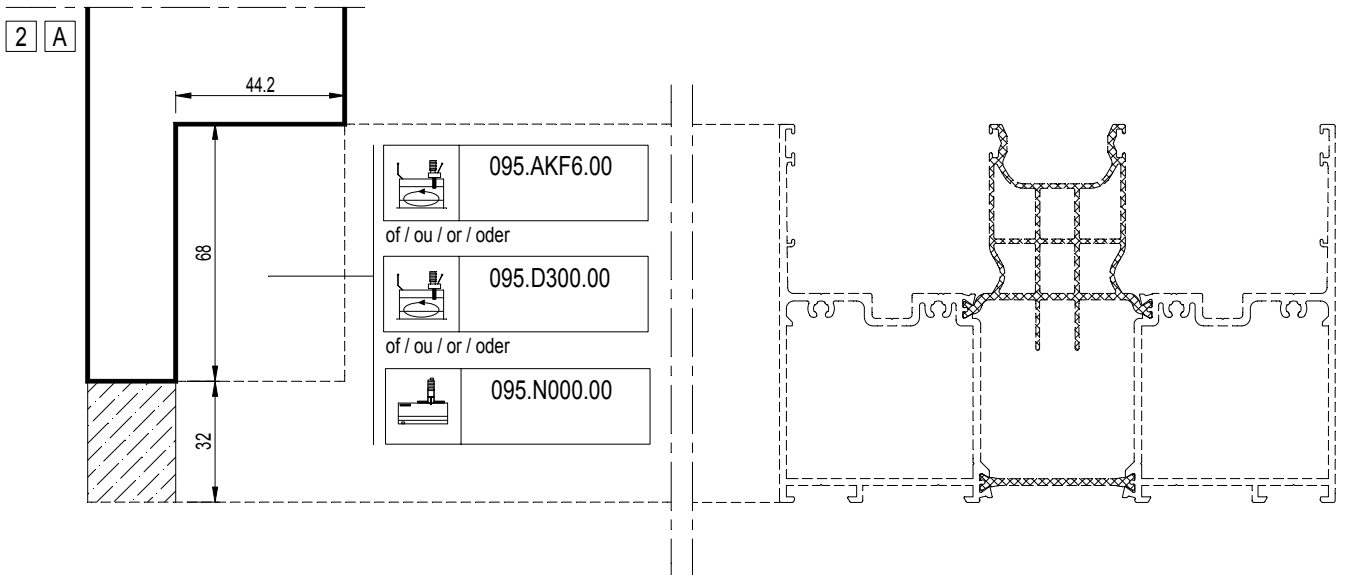 2 A
44.2
095.AKF6.00
of / ou / or / oder
68
095.D300.00
of / ou / or / oder
095.N000.00
32